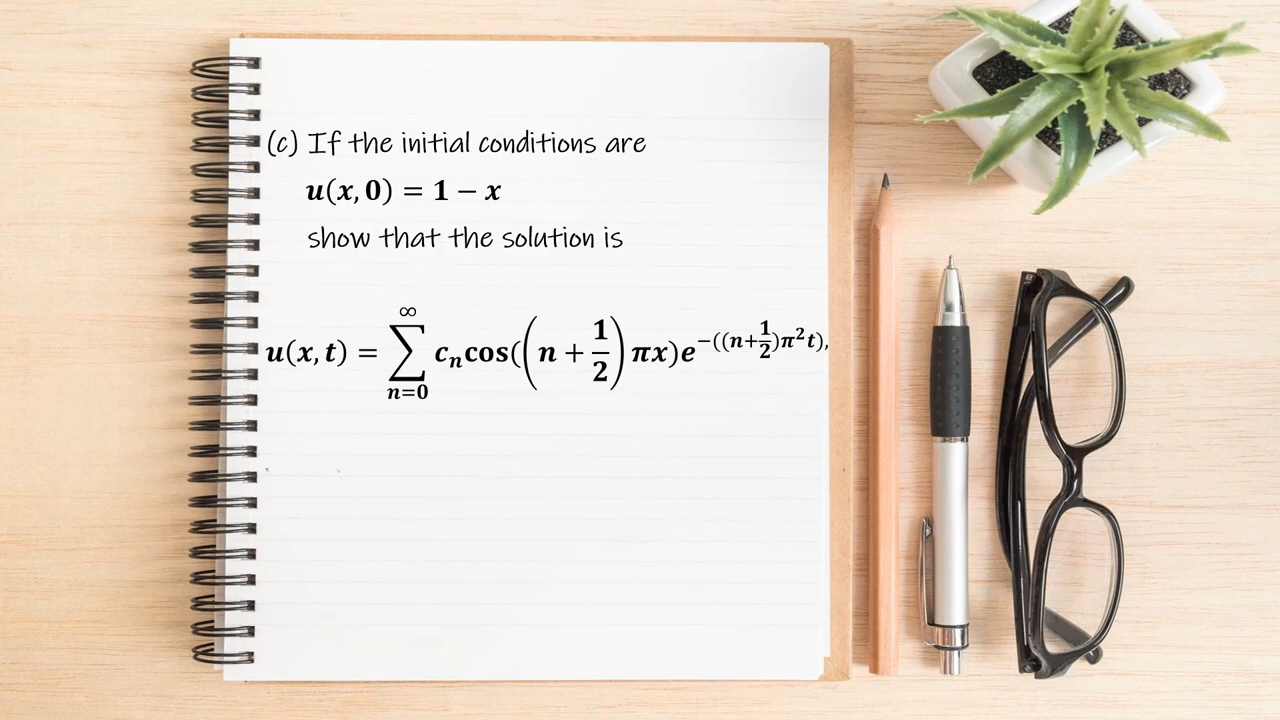 (c) If the initial conditions are
u(x, 0) = 1 − x
show that the solution is
u(x, t) = ∑_{n=0}^{∞} c_n cos((n + 1/2) πx)e^{−((n+1/2)π²t)},